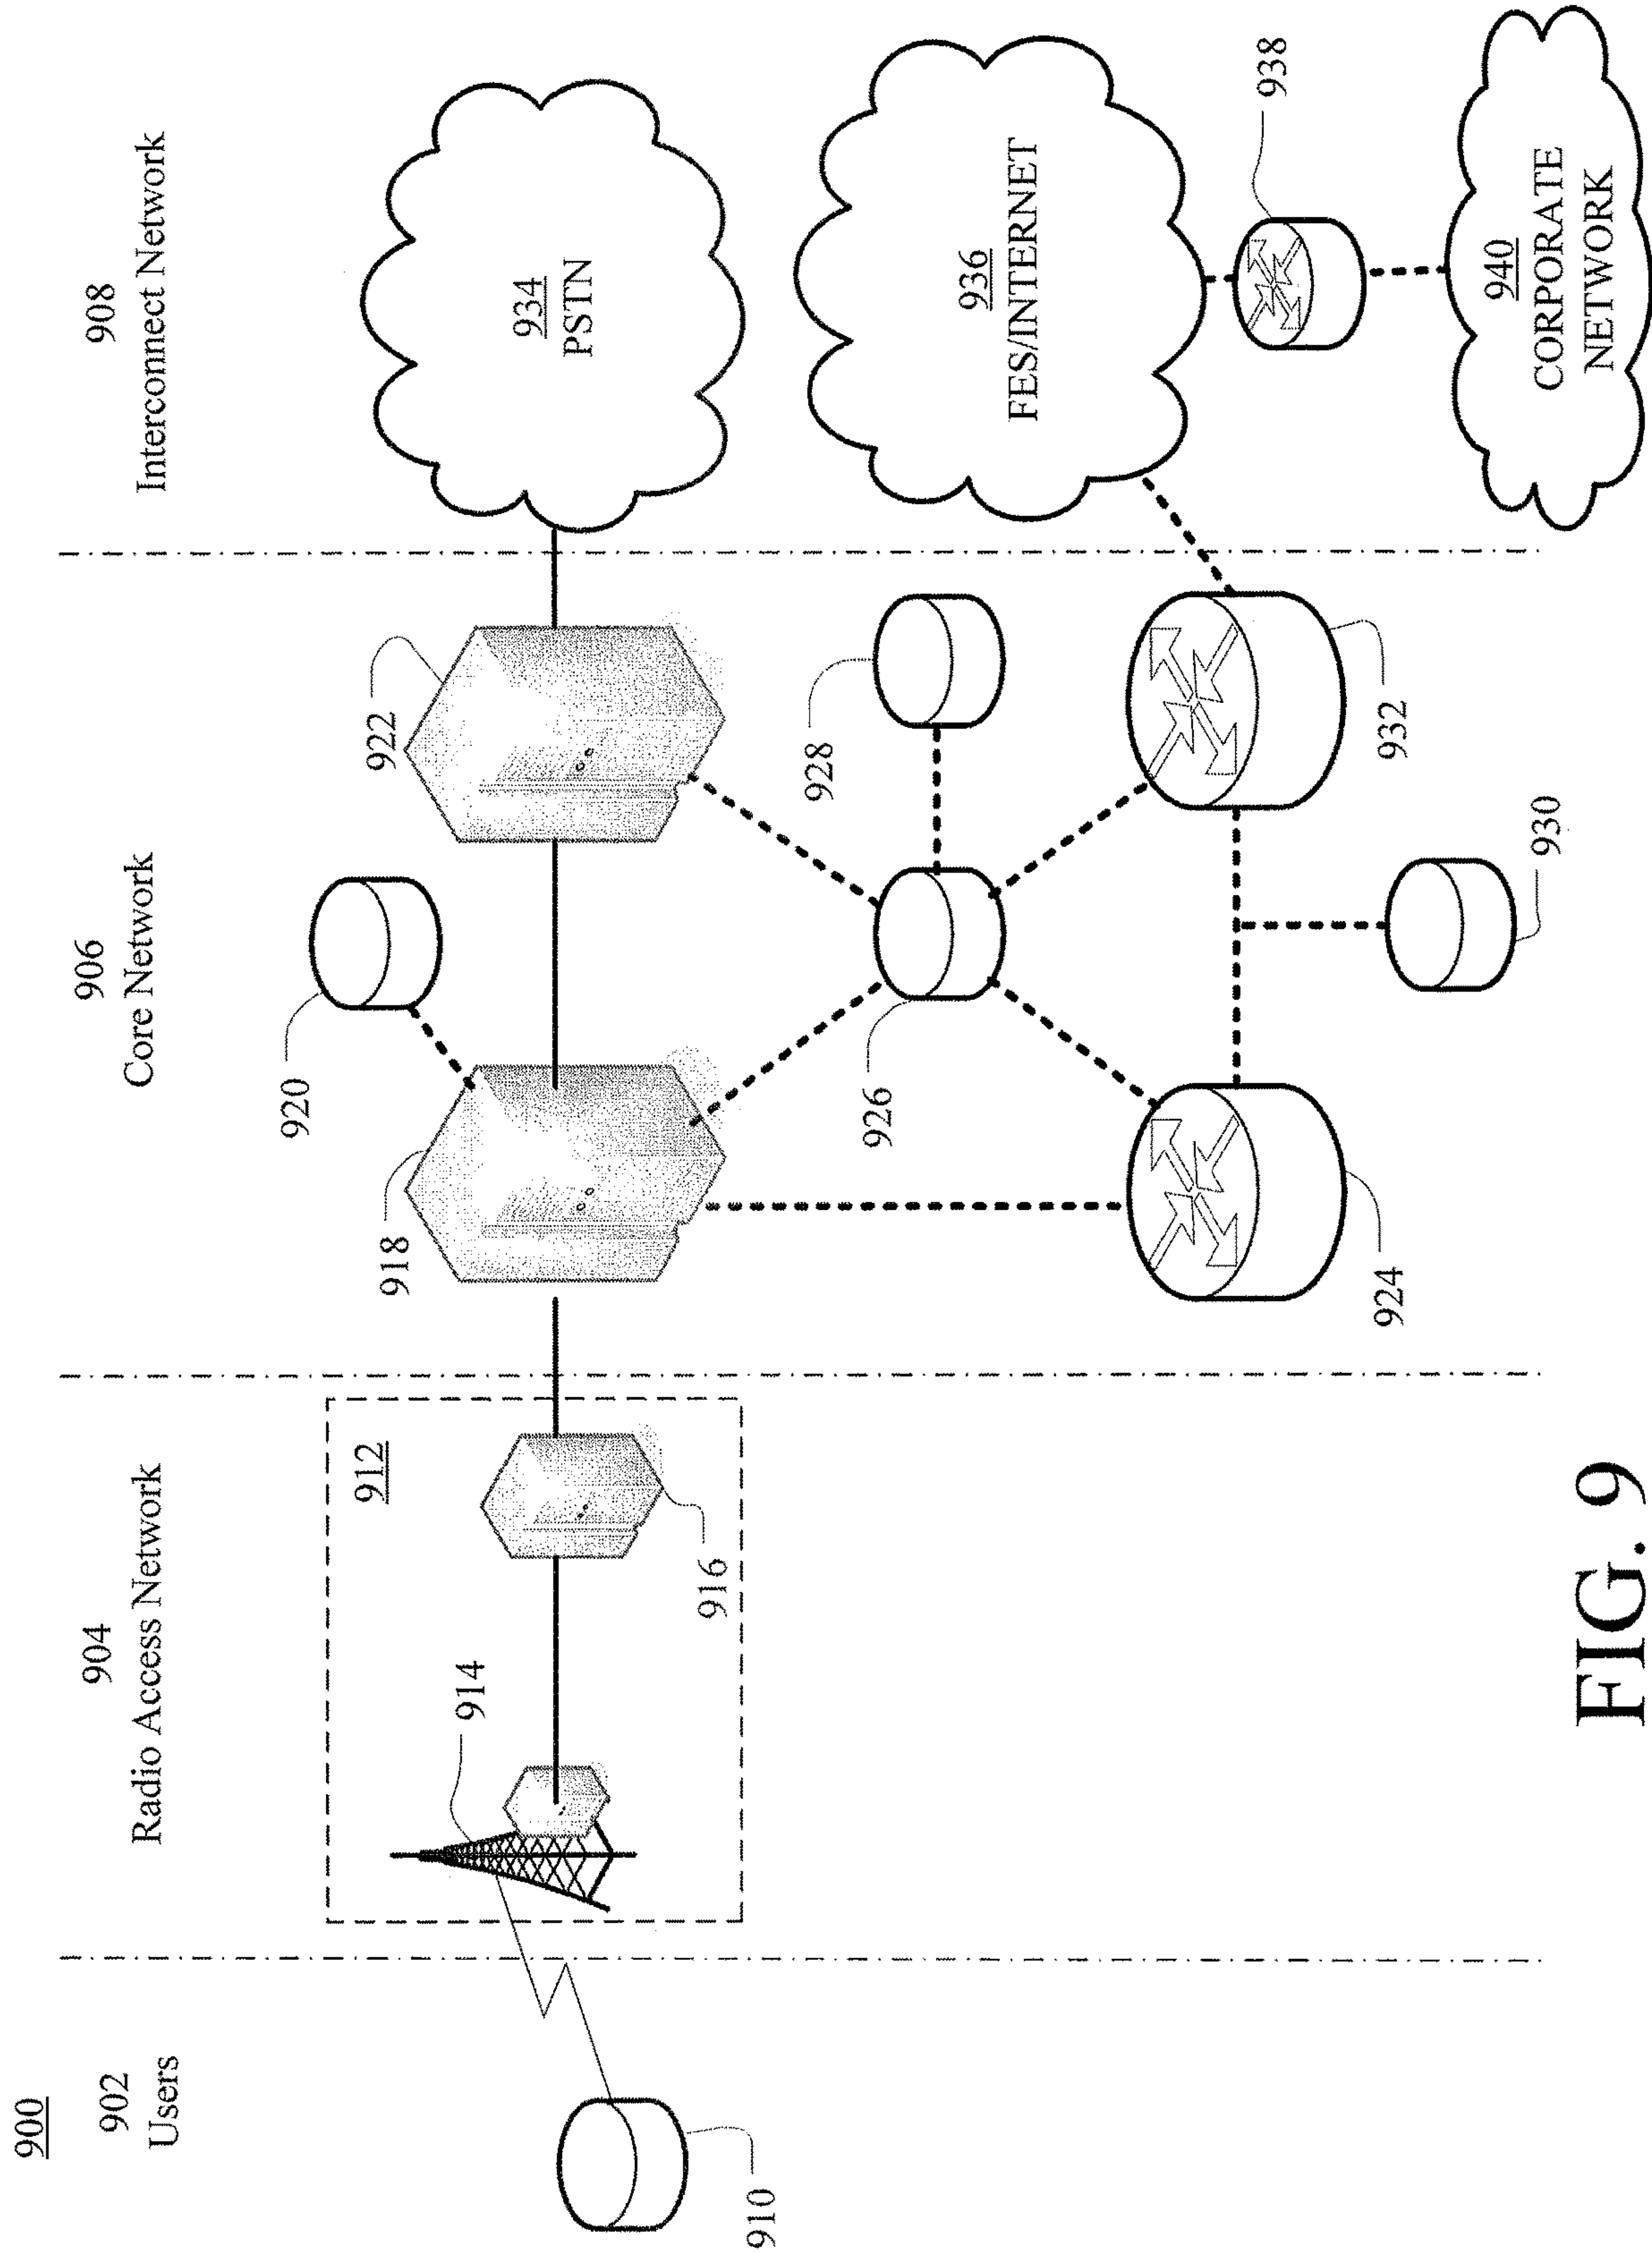 900
902
Users
904
Radio Access Network
906
Core Network
908
Interconnect Network
910
912
914
916
918
920
922
924
926
928
930
932
934
PSTN
936
FES/INTERNET
938
940
CORPORATE
NETWORK
FIG. 9